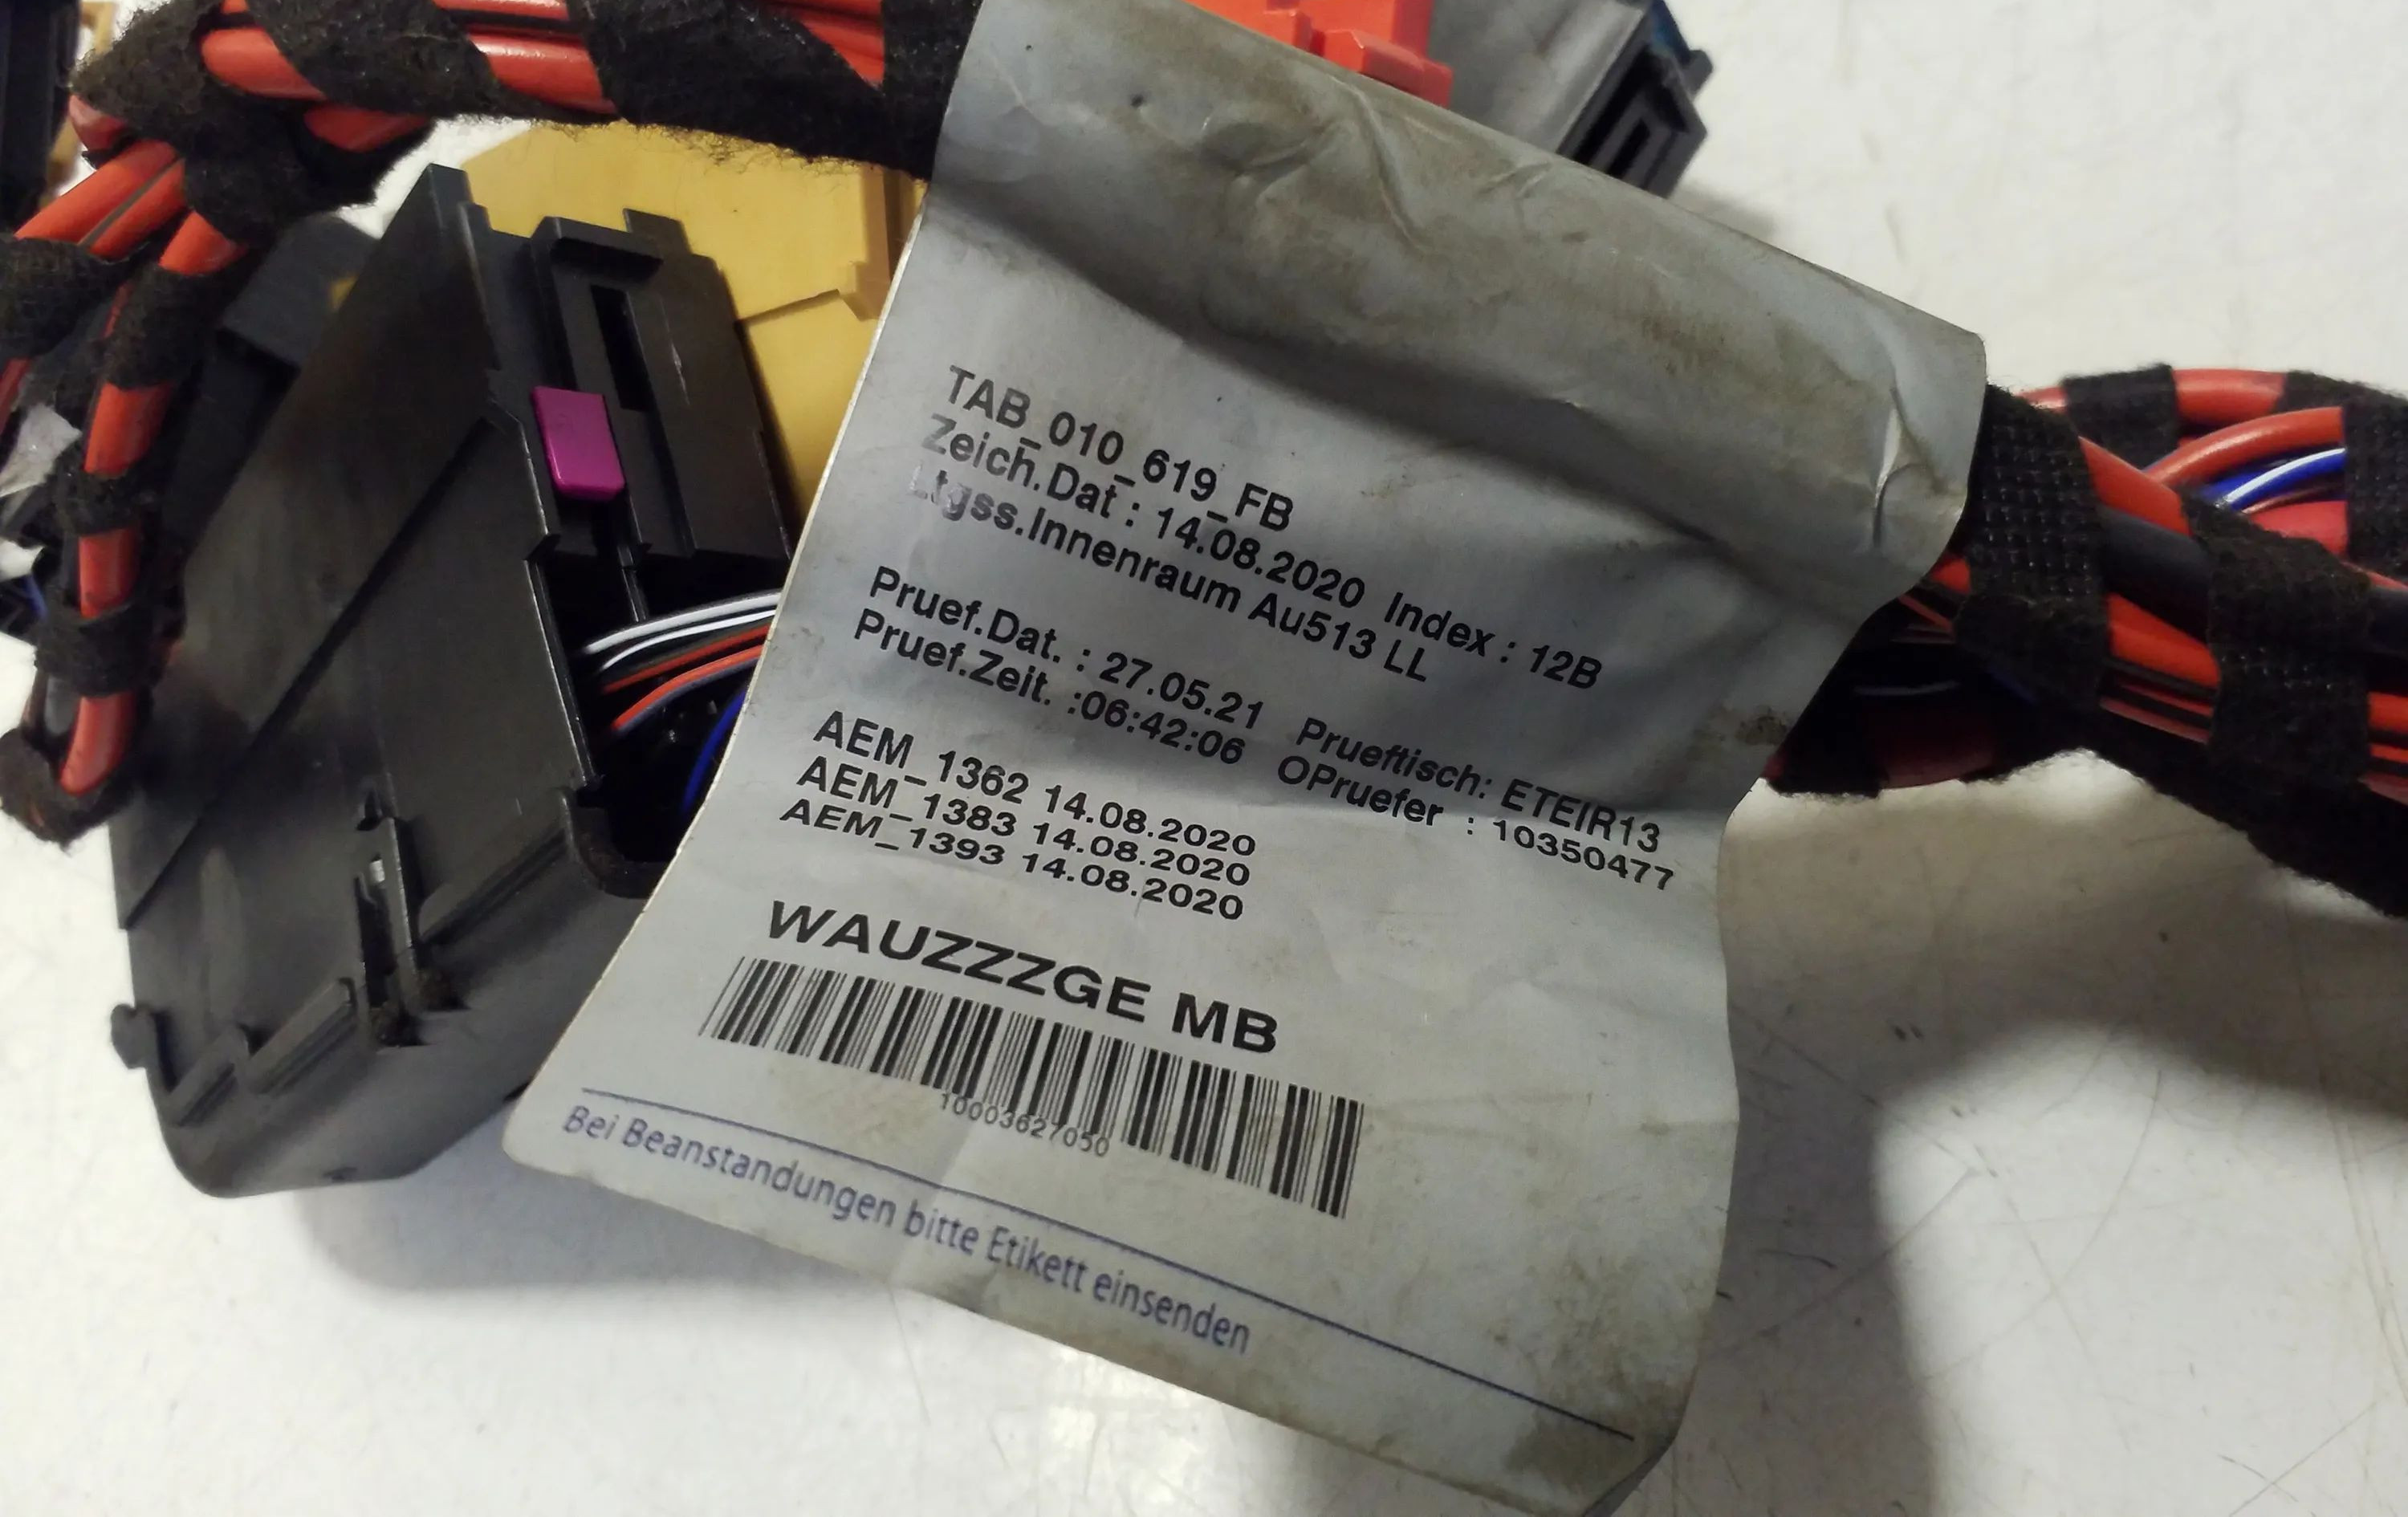 TAB_010_619_FB
Zeich.Dat : 14.08.2020 Index : 12B
Ltgss.Innenraum Au513 LL
Pruef.Dat. : 27.05.21 Prueftisch: ETEIR13
Pruef.Zeit. :06:42:06 OPruefer : 10350477
AEM_1362 14.08.2020
AEM_1383 14.08.2020
AEM_1393 14.08.2020
WAUZZZGE MB
10003627050
Bei Beanstandungen bitte Etikett einsenden